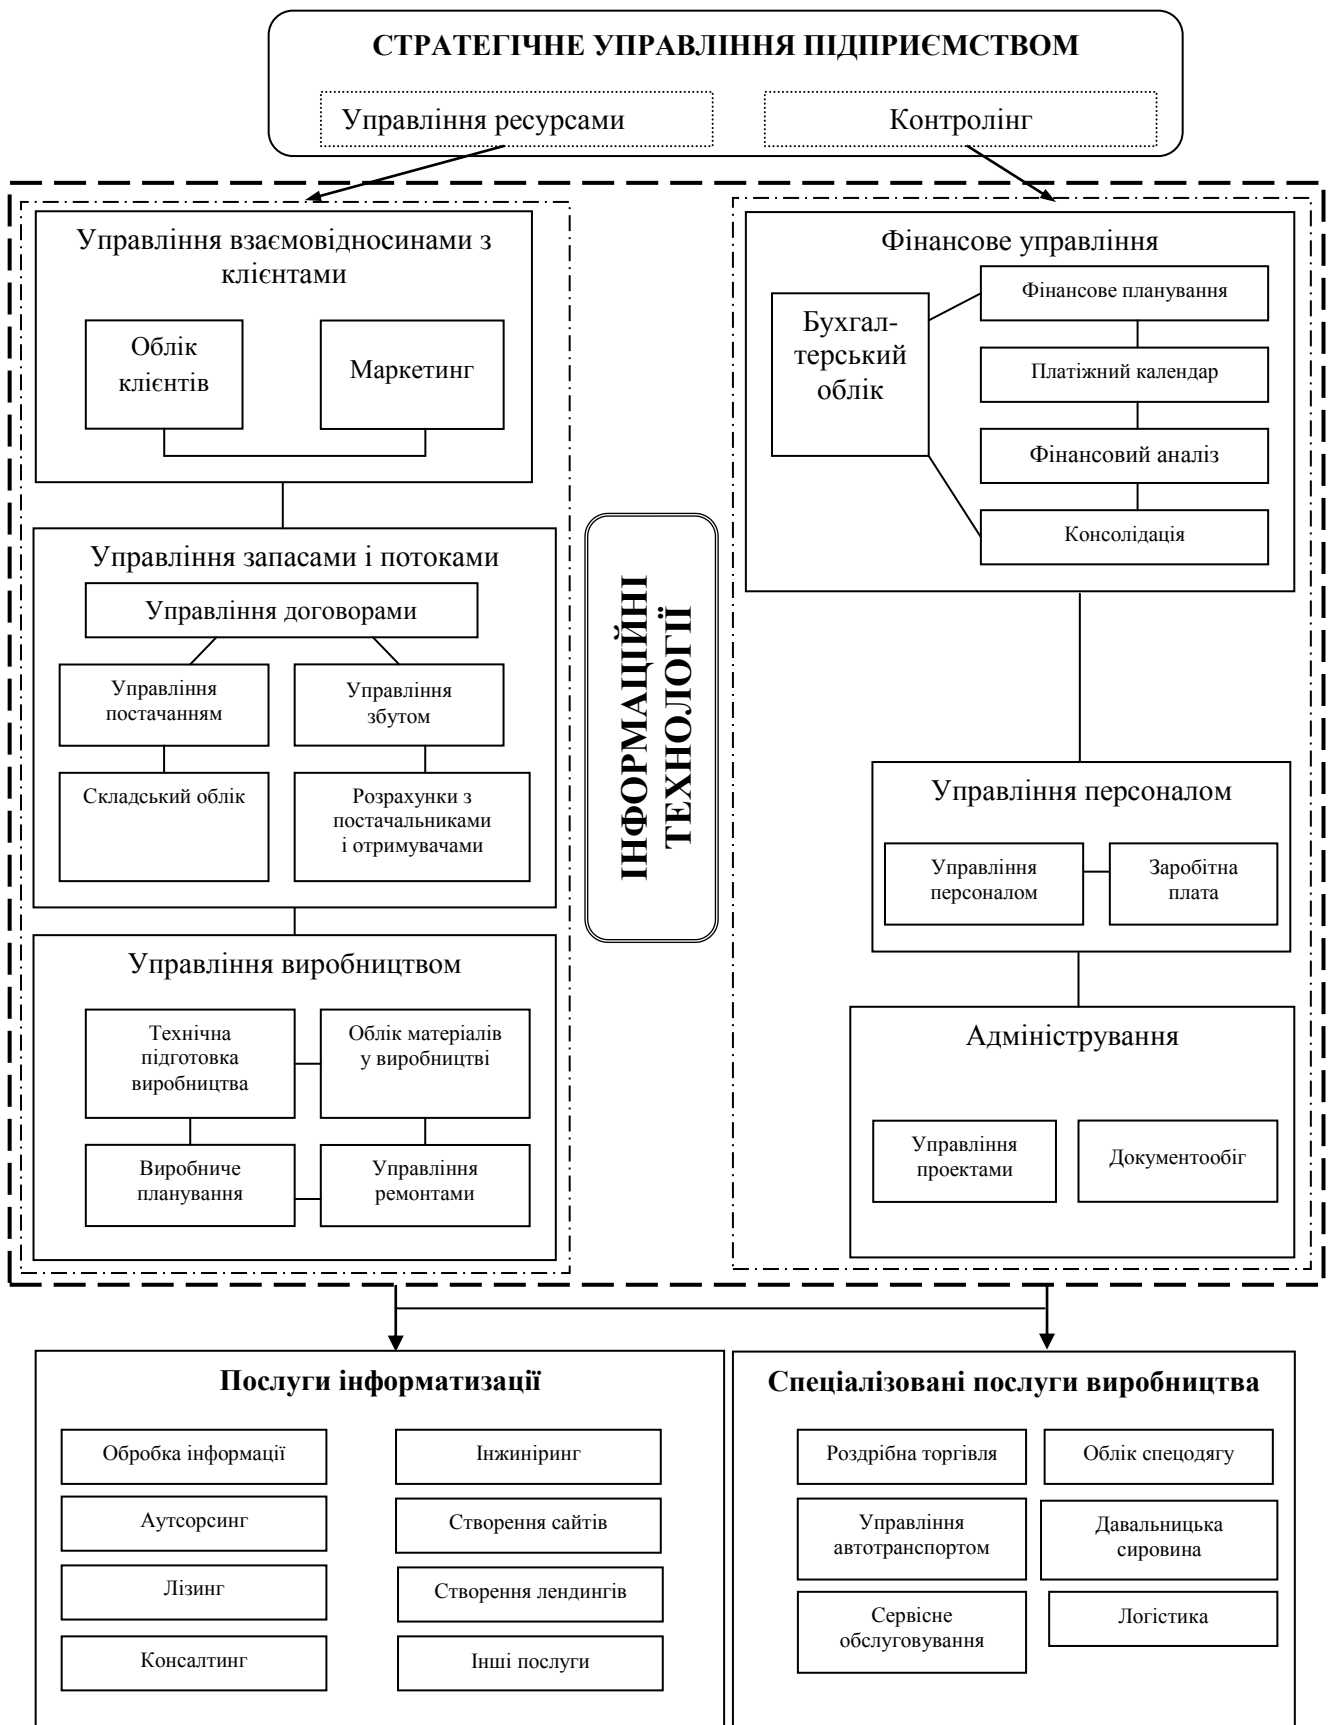 СТРАТЕГІЧНЕ УПРАВЛІННЯ ПІДПРИЄМСТВОМ
Управління ресурсами
Контролінг
Управління взаємовідносинами з
клієнтами
Облік
клієнтів
Маркетинг
Управління запасами і потоками
Управління договорами
Управління
постачанням
Управління
збутом
Складський облік
Розрахунки з
постачальниками
і отримувачами
Управління виробництвом
Технічна
підготовка
виробництва
Облік матеріалів
у виробництві
Виробниче
планування
Управління
ремонтами
ІНФОРМАЦІЙНІ
ТЕХНОЛОГІЇ
Фінансове управління
Бухгал-
терський
облік
Фінансове планування
Платіжний календар
Фінансовий аналіз
Консолідація
Управління персоналом
Управління
персоналом
Заробітна
плата
Адміністрування
Управління
проектами
Документообіг
Послуги інформатизації
Обробка інформації
Інжиніринг
Аутсорсинг
Створення сайтів
Лізинг
Створення лендингів
Консалтинг
Інші послуги
Спеціалізовані послуги виробництва
Роздрібна торгівля
Облік спецодягу
Управління
автотранспортом
Давальницька
сировина
Сервісне
обслуговування
Логістика